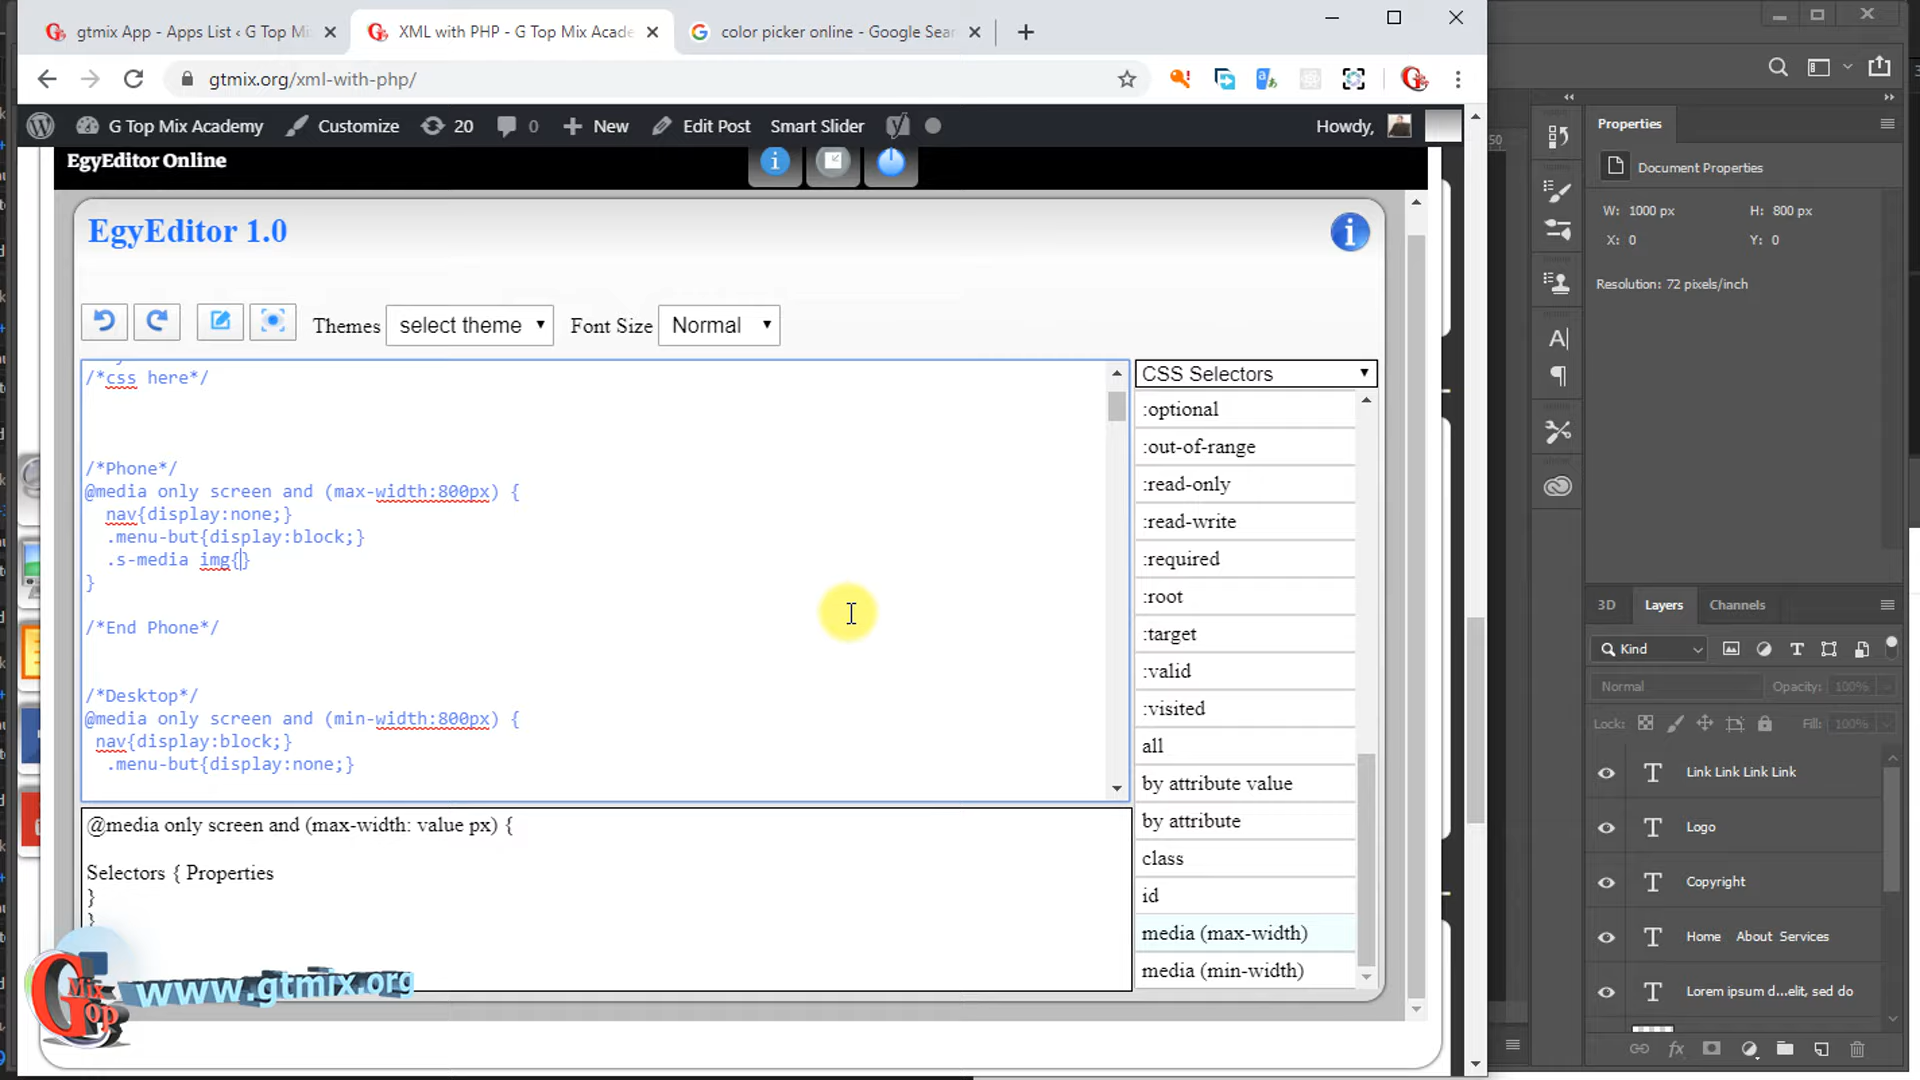 gtmix App - Apps List ‹ G Top Mi
XML with PHP - G Top Mix Acade
color picker online - Google Sear
gtmix.org/xml-with-php/
G Top Mix Academy
Customize
20
0
New
Edit Post
Smart Slider
Howdy,
EgyEditor Online
EgyEditor 1.0
Themes
select theme
Font Size
Normal
/*css here*/
/*Phone*/
@media only screen and (max-width:800px) {
nav{display:none;}
.menu-but{display:block;}
.s-media img{}
}
/*End Phone*/
/*Desktop*/
@media only screen and (min-width:800px) {
nav{display:block;}
.menu-but{display:none;}
CSS Selectors
:optional
:out-of-range
:read-only
:read-write
:required
:root
:target
:valid
:visited
all
by attribute value
by attribute
class
id
media (max-width)
media (min-width)
@media only screen and (max-width: value px) {
Selectors { Properties
}
}
G Mix Top
www.gtmix.org
Properties
Document Properties
W: 1000 px
H: 800 px
X: 0
Y: 0
Resolution: 72 pixels/inch
3D
Layers
Channels
Kind
Normal
Opacity: 100%
Lock:
Fill: 100%
Link Link Link Link
Logo
Copyright
Home About Services
Lorem ipsum d...elit, sed do
fx